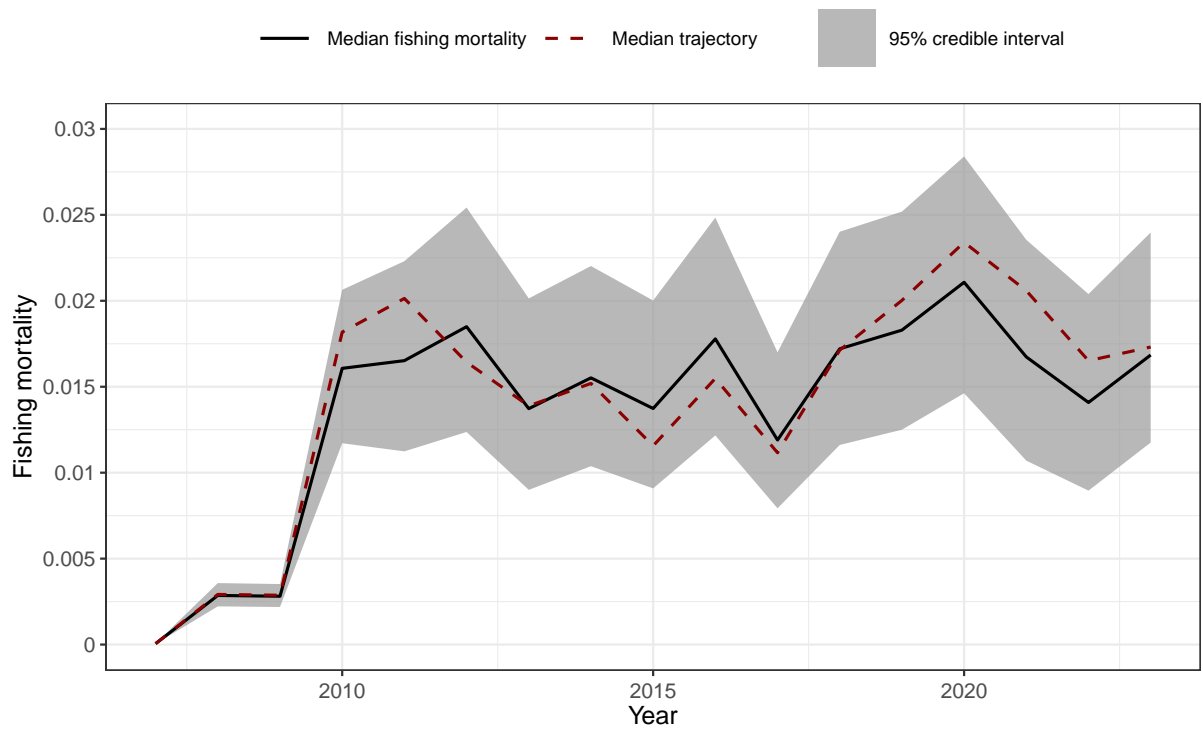 Median fishing mortality Median trajectory 95% credible interval
Fishing mortality
0.03
0.025
0.02
0.015
0.01
0.005
0
2010 2015 2020
Year